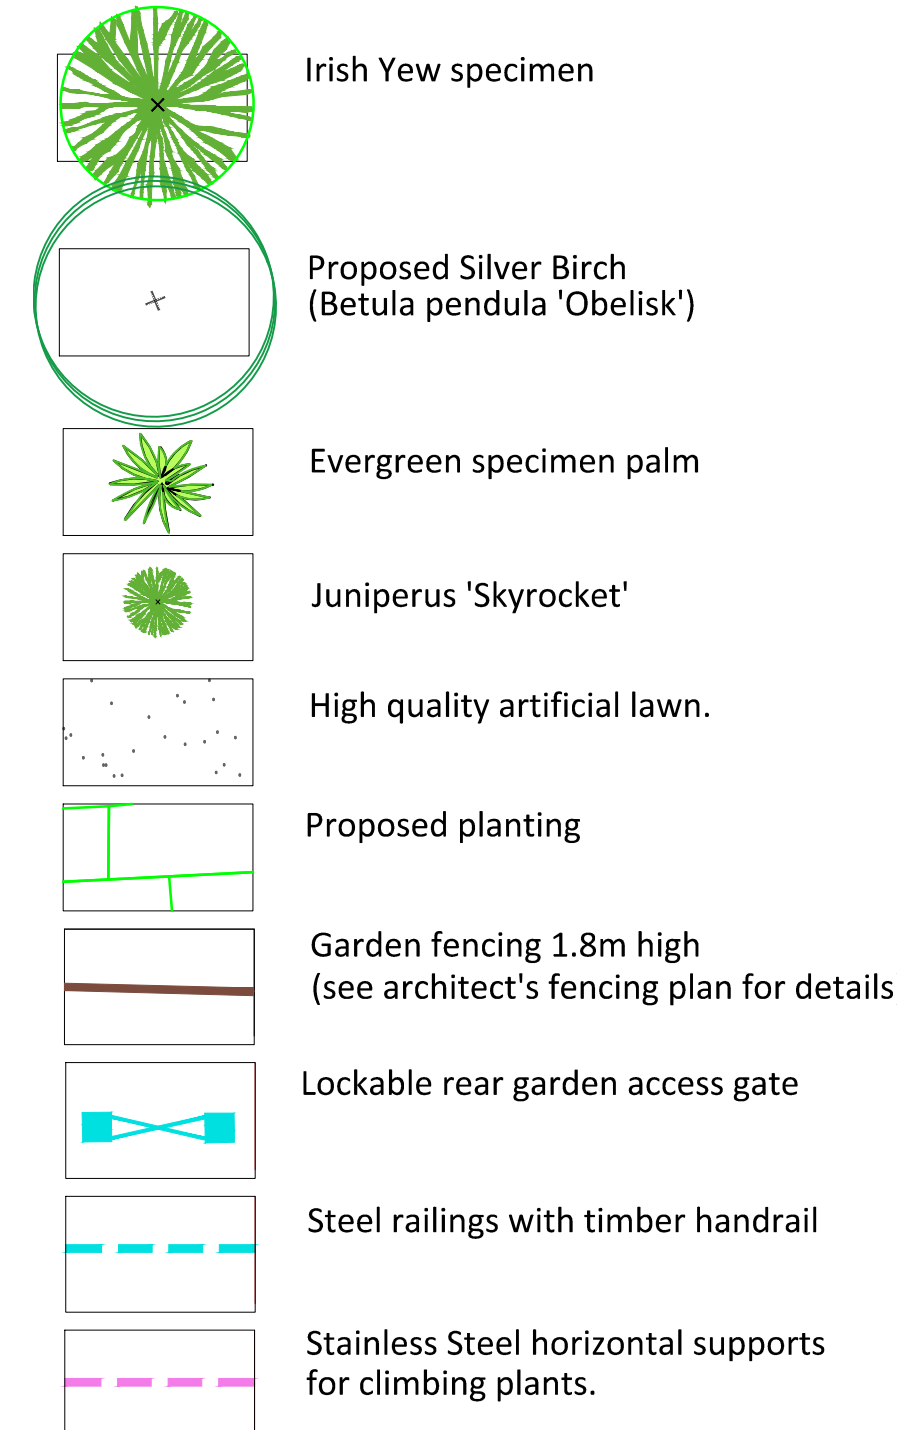 Irish Yew specimen
Proposed Silver Birch
(Betula pendula 'Obelisk')
Evergreen specimen palm
Juniperus 'Skyrocket'
High quality artificial lawn.
Proposed planting
Garden fencing 1.8m high
(see architect's fencing plan for details)
Lockable rear garden access gate
Steel railings with timber handrail
Stainless Steel horizontal supports
for climbing plants.